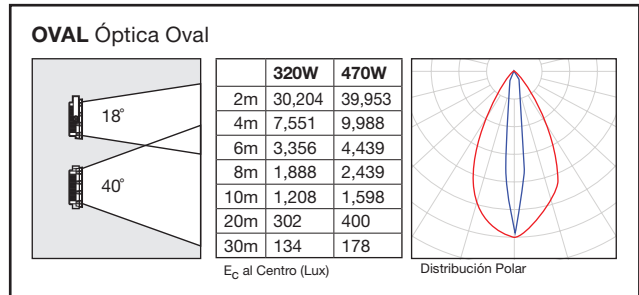 OVAL Óptica Oval
18°
40°
320W 470W
2m 30,204 39,953
4m 7,551 9,988
6m 3,356 4,439
8m 1,888 2,439
10m 1,208 1,598
20m 302 400
30m 134 178
EC al Centro (Lux)
Distribución Polar